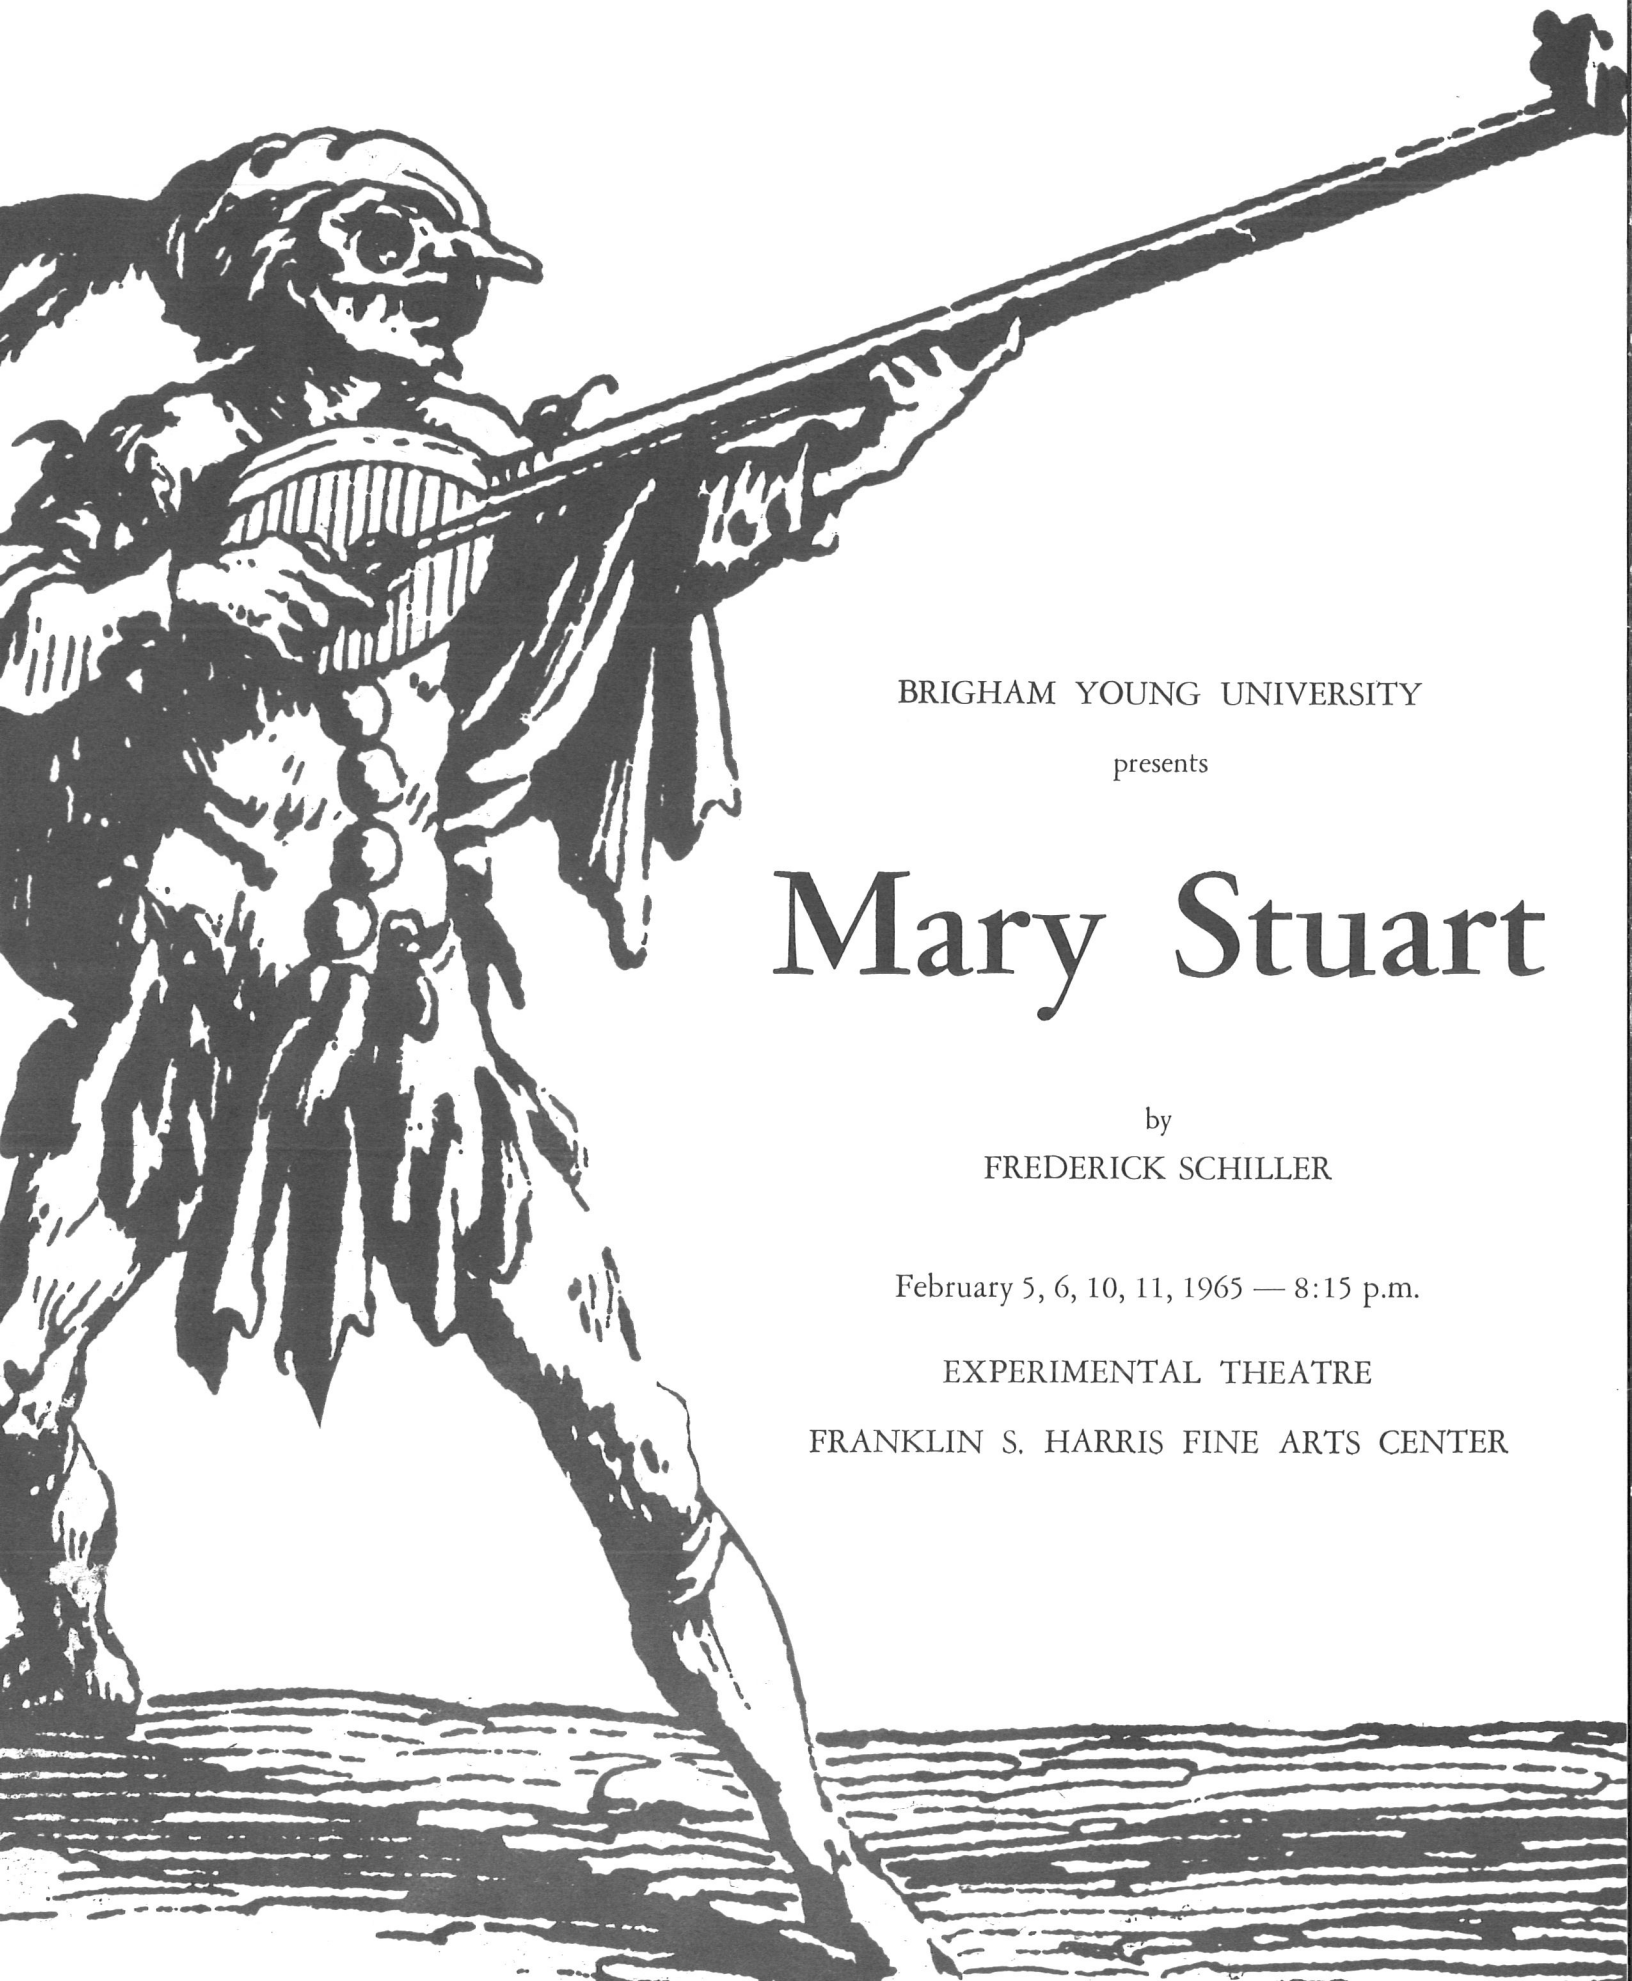 BRIGHAM YOUNG UNIVERSITY
presents
Mary Stuart
by
FREDERICK SCHILLER
February 5, 6, 10, 11, 1965 — 8:15 p.m.
EXPERIMENTAL THEATRE
FRANKLIN S. HARRIS FINE ARTS CENTER